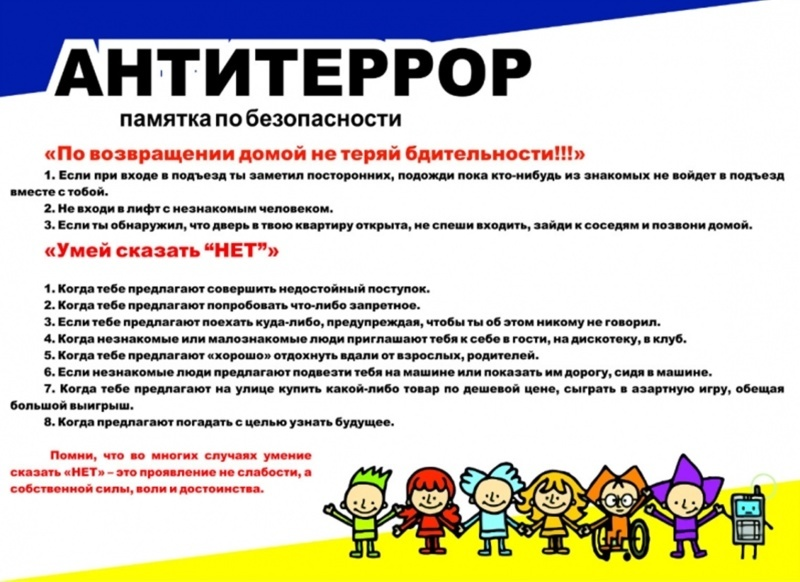 АНТИТЕРРОР
памятка по безопасности
«По возвращении домой не теряй бдительности!!!»
1. Если при входе в подъезд ты заметил посторонних, подожди пока кто-нибудь из знакомых не войдет в подъезд
вместе с тобой.
2. Не входи в лифт с незнакомым человеком.
3. Если ты обнаружил, что дверь в твою квартиру открыта, не спеши входить, зайди к соседям и позвони домой.
«Умей сказать “НЕТ”»
1. Когда тебе предлагают совершить недостойный поступок.
2. Когда тебе предлагают попробовать что-либо запретное.
3. Если тебе предлагают поехать куда-либо, предупреждая, чтобы ты об этом никому не говорил.
4. Когда незнакомые или малознакомые люди приглашают тебя к себе в гости, на дискотеку, в клуб.
5. Когда тебе предлагают «хорошо» отдохнуть вдали от взрослых, родителей.
6. Если незнакомые люди предлагают подвезти тебя на машине или показать им дорогу, сидя в машине.
7. Когда тебе предлагают на улице купить какой-либо товар по дешевой цене, сыграть в азартную игру, обещая
большой выигрыш.
8. Когда предлагают погадать с целью узнать будущее.
Помни, что во многих случаях умение
сказать «НЕТ» – это проявление не слабости, а
собственной силы, воли и достоинства.